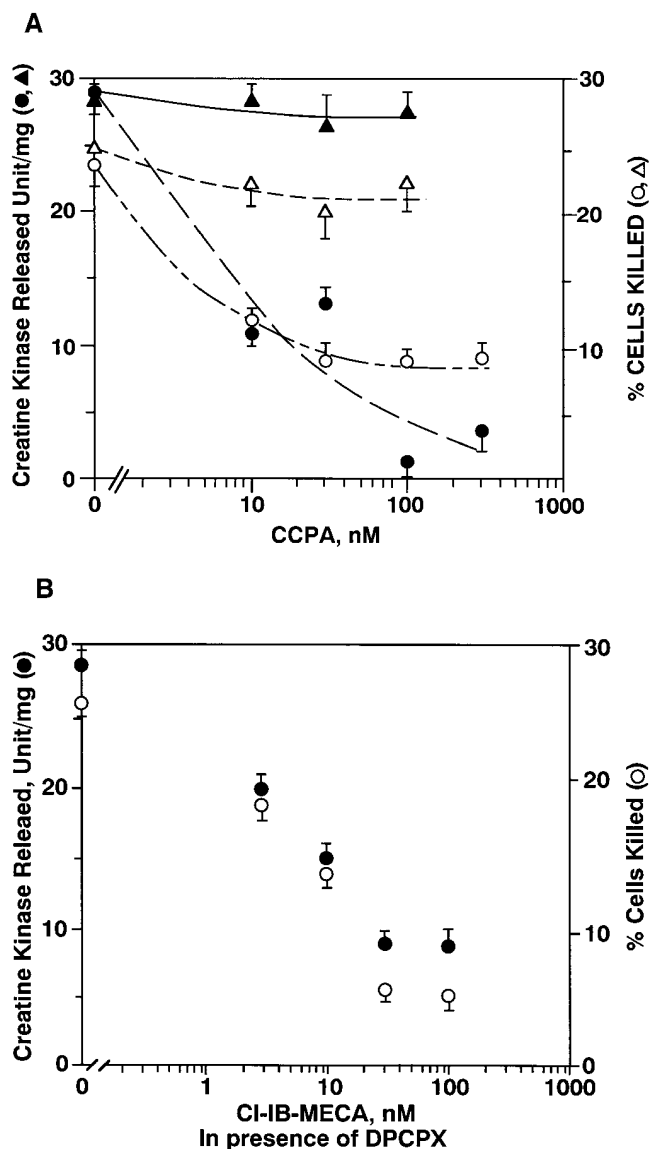 A
Creatine Kinase Released Unit/mg (●,▲)
30
20
10
0
% CELLS KILLED (○,△)
30
20
10
0
10
100
1000
CCPA, nM
B
Creatine Kinase Releaed, Unit/mg (●)
30
20
10
0
% Cells Killed (○)
30
20
10
0
0
1
10
100
1000
Cl-IB-MECA, nM
In presence of DPCPX